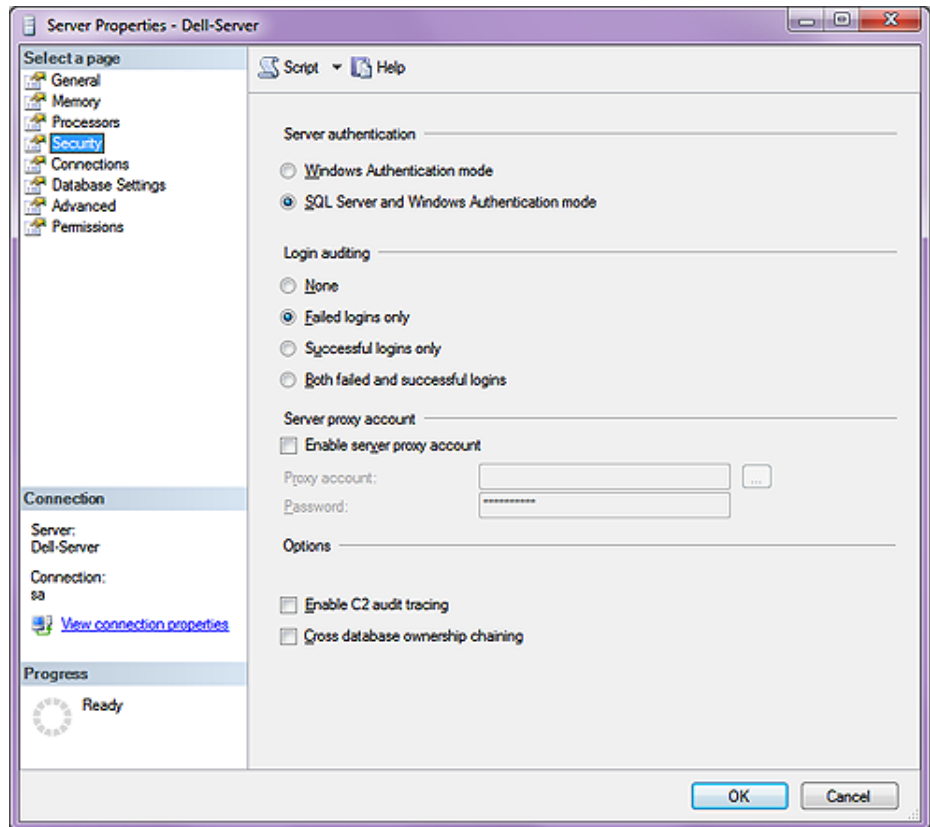 Server Properties - Dell-Server
Select a page
General
Memory
Processors
Security
Connections
Database Settings
Advanced
Permissions
Connection
Server:
Dell-Server
Connection:
sa
View connection properties
Progress
Ready
Script
Help
Server authentication
Windows Authentication mode
SQL Server and Windows Authentication mode
Login auditing
None
Failed logins only
Successful logins only
Both failed and successful logins
Server proxy account
Enable server proxy account
Proxy account:
...
Password:
**********
Options
Enable C2 audit tracing
Cross database ownership chaining
OK
Cancel